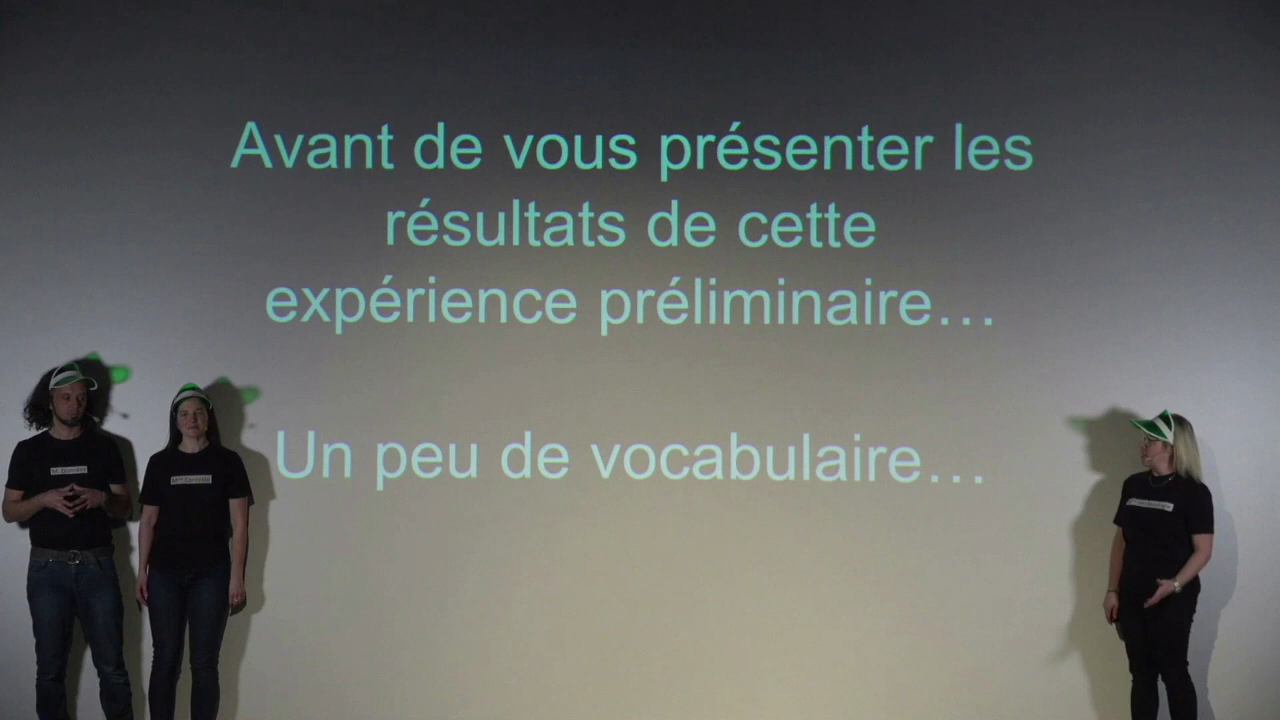 Avant de vous présenter les
résultats de cette
expérience préliminaire…
Un peu de vocabulaire…